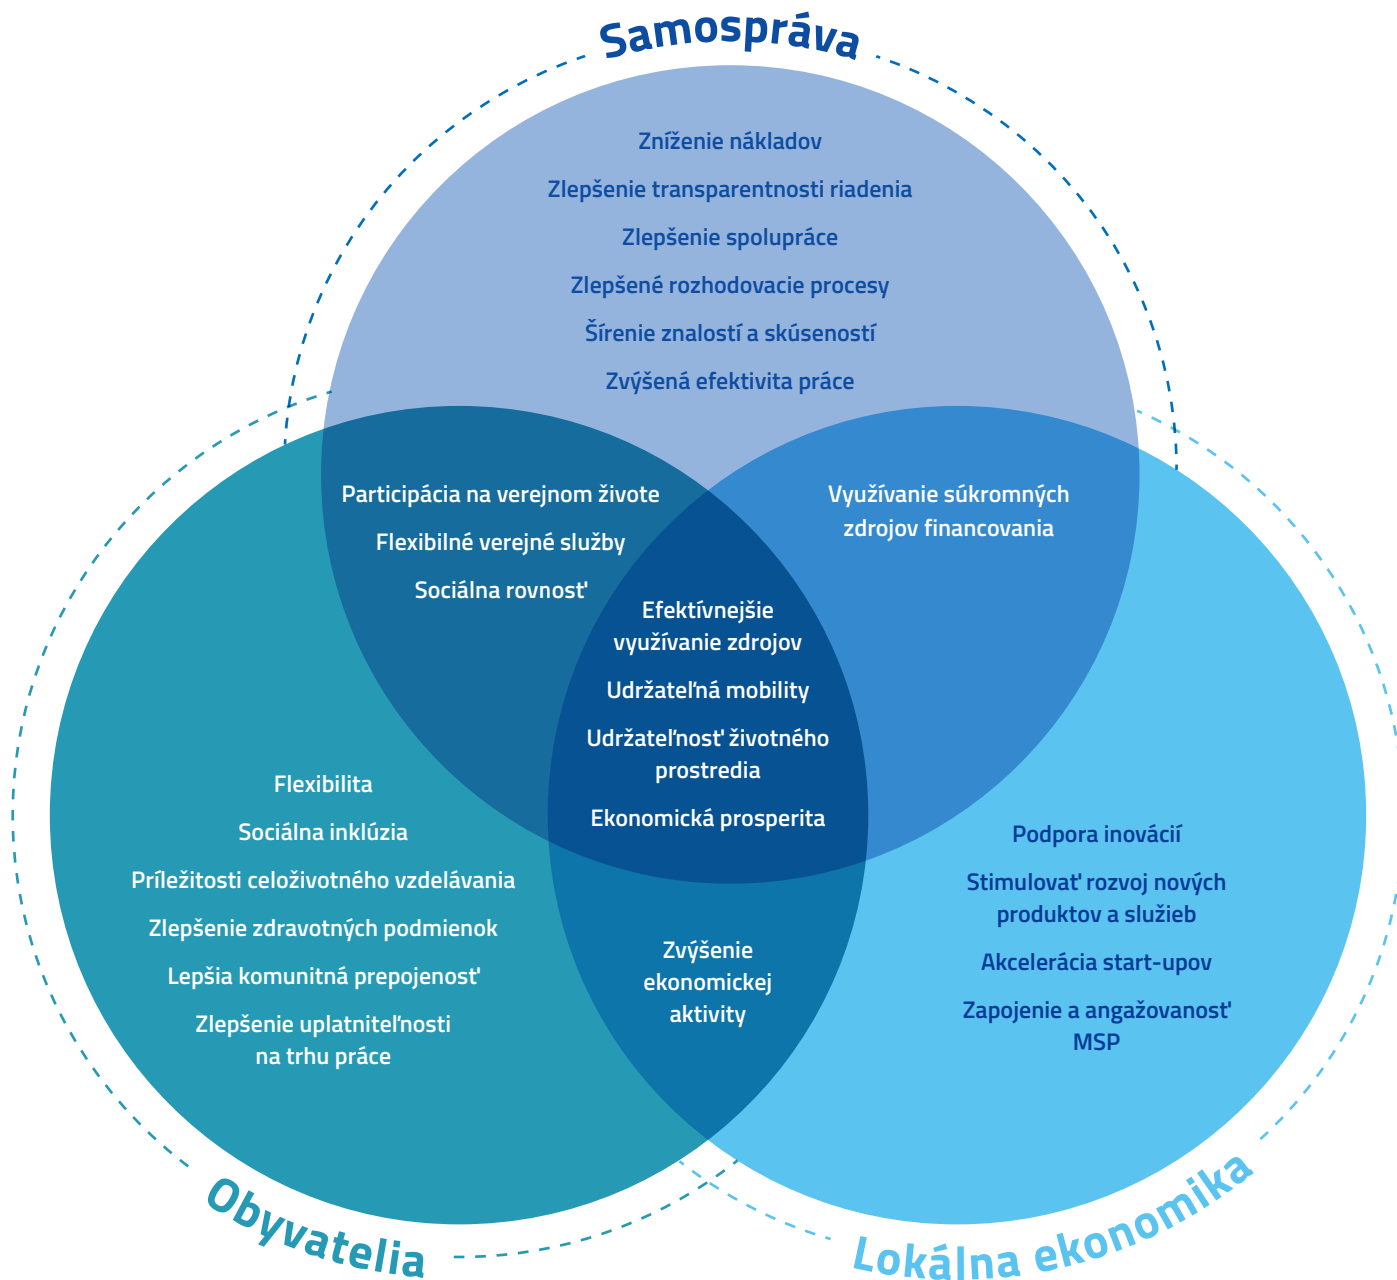 Samospráva
Zníženie nákladov
Zlepšenie transparentnosti riadenia
Zlepšenie spolupráce
Zlepšené rozhodovacie procesy
Šírenie znalostí a skúseností
Zvýšená efektivita práce
Participácia na verejnom živote
Flexibilné verejné služby
Sociálna rovnosť
Využívanie súkromných
zdrojov financovania
Efektívnejšie
využívanie zdrojov
Udržateľná mobility
Udržateľnosť životného
prostredia
Ekonomická prosperita
Flexibilita
Sociálna inklúzia
Príležitosti celoživotného vzdelávania
Zlepšenie zdravotných podmienok
Lepšia komunitná prepojenosť
Zlepšenie uplatniteľnosti
na trhu práce
Zvýšenie
ekonomickej
aktivity
Podpora inovácií
Stimulovať rozvoj nových
produktov a služieb
Akcelerácia start-upov
Zapojenie a angažovanosť
MSP
Obyvatelia
Lokálna ekonomika